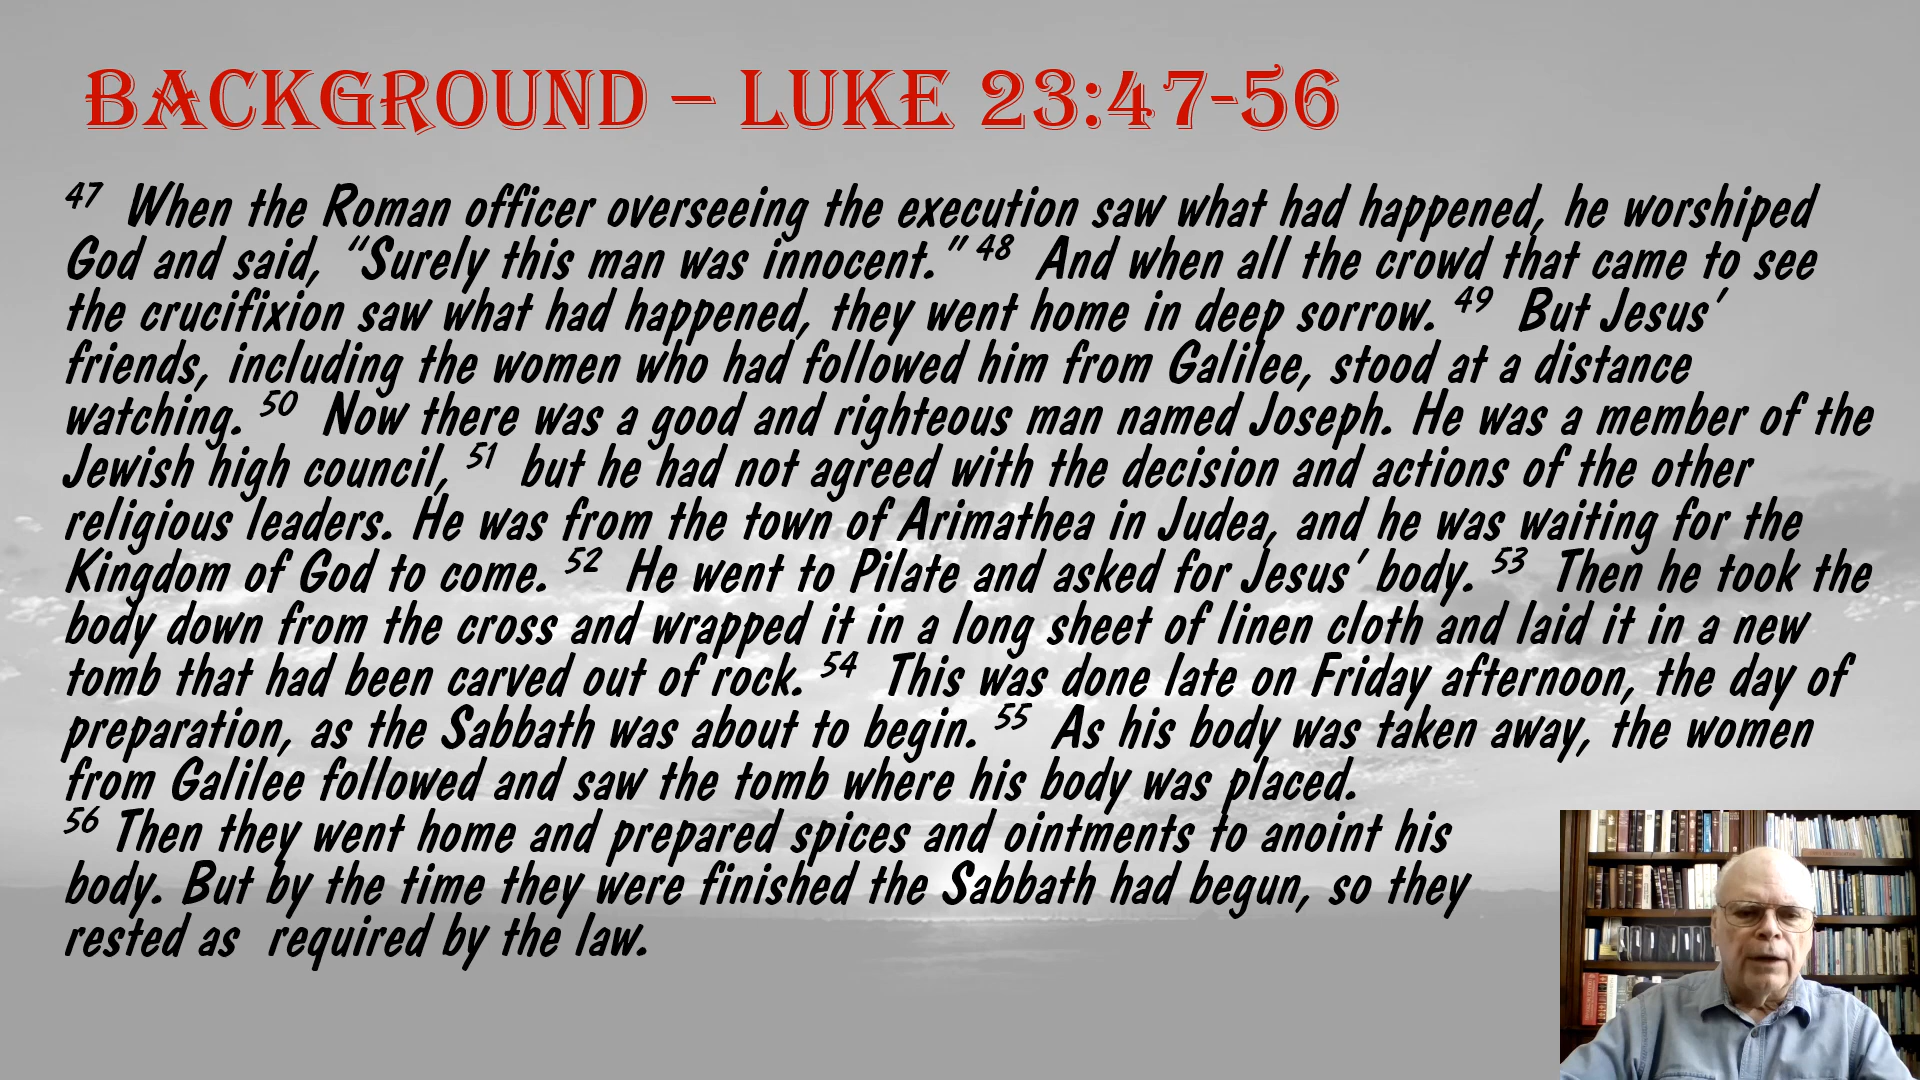 BACKGROUND – LUKE 23:47-56
47 When the Roman officer overseeing the execution saw what had happened, he worshiped
God and said, “Surely this man was innocent.” 48 And when all the crowd that came to see
the crucifixion saw what had happened, they went home in deep sorrow. 49 But Jesus’
friends, including the women who had followed him from Galilee, stood at a distance
watching. 50 Now there was a good and righteous man named Joseph. He was a member of the
Jewish high council, 51 but he had not agreed with the decision and actions of the other
religious leaders. He was from the town of Arimathea in Judea, and he was waiting for the
Kingdom of God to come. 52 He went to Pilate and asked for Jesus’ body. 53 Then he took the
body down from the cross and wrapped it in a long sheet of linen cloth and laid it in a new
tomb that had been carved out of rock. 54 This was done late on Friday afternoon, the day of
preparation, as the Sabbath was about to begin. 55 As his body was taken away, the women
from Galilee followed and saw the tomb where his body was placed.
56 Then they went home and prepared spices and ointments to anoint his
body. But by the time they were finished the Sabbath had begun, so they
rested as required by the law.